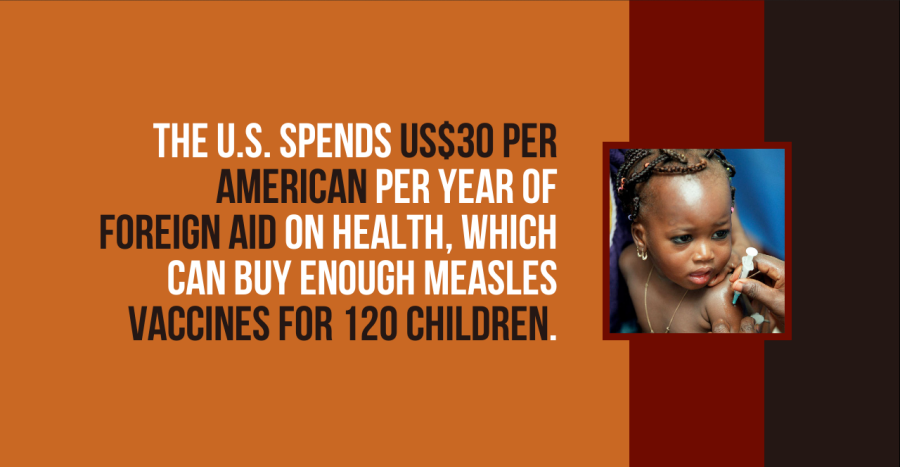 THE U.S. SPENDS US$30 PER
AMERICAN PER YEAR OF
FOREIGN AID ON HEALTH, WHICH
CAN BUY ENOUGH MEASLES
VACCINES FOR 120 CHILDREN.